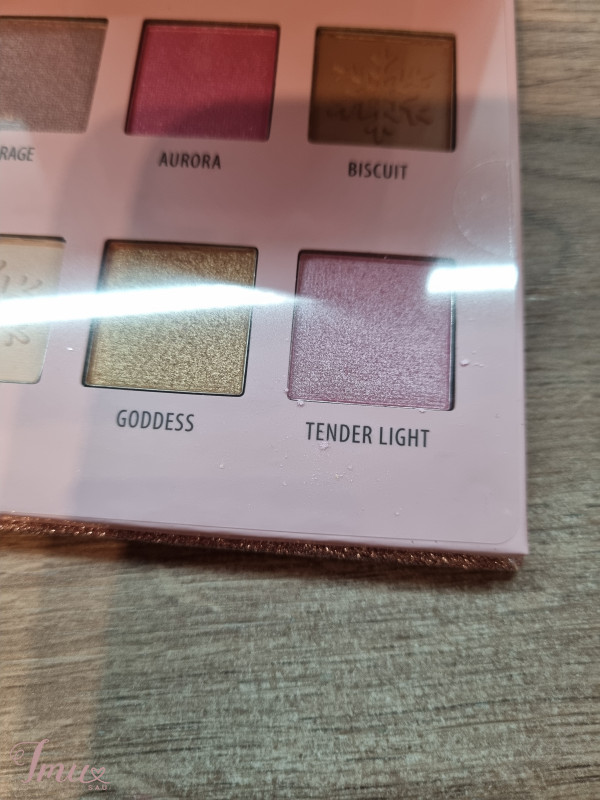 RAGE
AURORA
BISCUIT
GODDESS
TENDER LIGHT